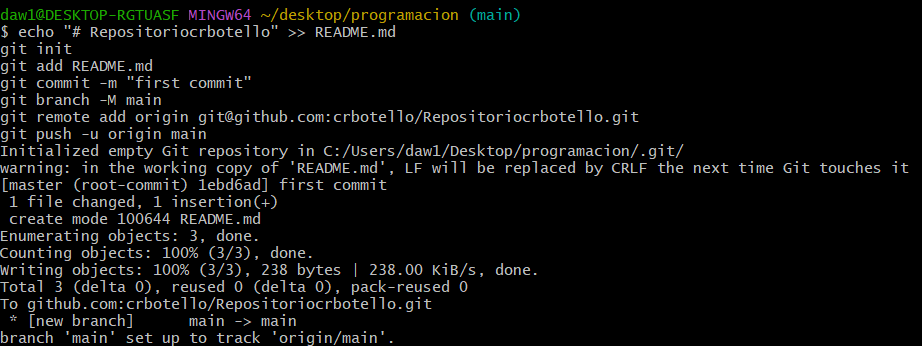 daw1@DESKTOP-RGTUASF MINGW64 ~/desktop/programacion (main)
$ echo "# Repositoriocrbotello" >> README.md
git init
git add README.md
git commit -m "first commit"
git branch -M main
git remote add origin git@github.com:crbotello/Repositoriocrbotello.git
git push -u origin main
Initialized empty Git repository in C:/Users/daw1/Desktop/programacion/.git/
warning: in the working copy of 'README.md', LF will be replaced by CRLF the next time Git touches it
[master (root-commit) 1ebd6ad] first commit
 1 file changed, 1 insertion(+)
 create mode 100644 README.md
Enumerating objects: 3, done.
Counting objects: 100% (3/3), done.
Writing objects: 100% (3/3), 238 bytes | 238.00 KiB/s, done.
Total 3 (delta 0), reused 0 (delta 0), pack-reused 0
To github.com:crbotello/Repositoriocrbotello.git
 * [new branch]      main -> main
branch 'main' set up to track 'origin/main'.